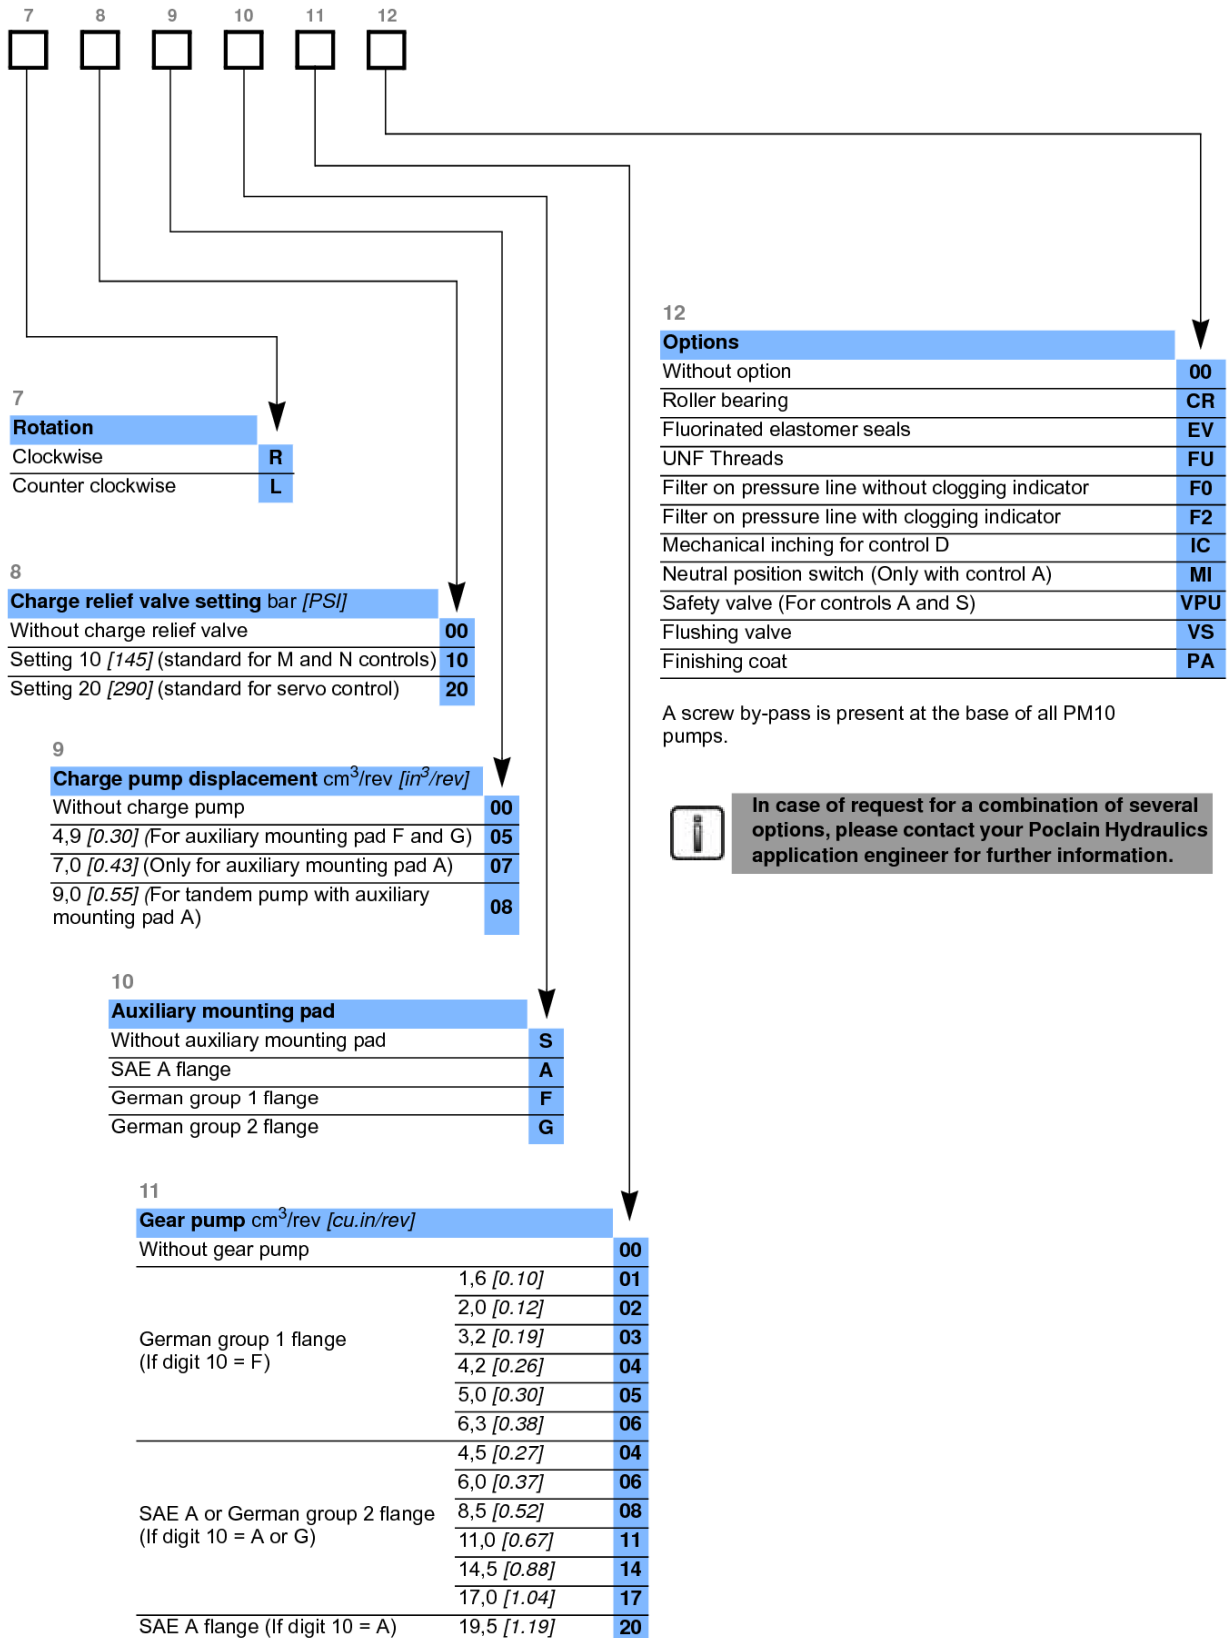 7 8 9 10 11 12
7
Rotation
Clockwise R
Counter clockwise L
8
Charge relief valve setting bar [PSI]
Without charge relief valve 00
Setting 10 [145] (standard for M and N controls) 10
Setting 20 [290] (standard for servo control) 20
9
Charge pump displacement cm³/rev [in³/rev]
Without charge pump 00
4,9 [0.30] (For auxiliary mounting pad F and G) 05
7,0 [0.43] (Only for auxiliary mounting pad A) 07
9,0 [0.55] (For tandem pump with auxiliary
mounting pad A) 08
10
Auxiliary mounting pad
Without auxiliary mounting pad S
SAE A flange A
German group 1 flange F
German group 2 flange G
11
Gear pump cm³/rev [cu.in/rev]
Without gear pump 00
German group 1 flange
(If digit 10 = F)
1,6 [0.10] 01
2,0 [0.12] 02
3,2 [0.19] 03
4,2 [0.26] 04
5,0 [0.30] 05
6,3 [0.38] 06
SAE A or German group 2 flange
(If digit 10 = A or G)
4,5 [0.27] 04
6,0 [0.37] 06
8,5 [0.52] 08
11,0 [0.67] 11
14,5 [0.88] 14
17,0 [1.04] 17
SAE A flange (If digit 10 = A) 19,5 [1.19] 20
12
Options
Without option 00
Roller bearing CR
Fluorinated elastomer seals EV
UNF Threads FU
Filter on pressure line without clogging indicator F0
Filter on pressure line with clogging indicator F2
Mechanical inching for control D IC
Neutral position switch (Only with control A) MI
Safety valve (For controls A and S) VPU
Flushing valve VS
Finishing coat PA
A screw by-pass is present at the base of all PM10
pumps.
i
In case of request for a combination of several
options, please contact your Poclain Hydraulics
application engineer for further information.